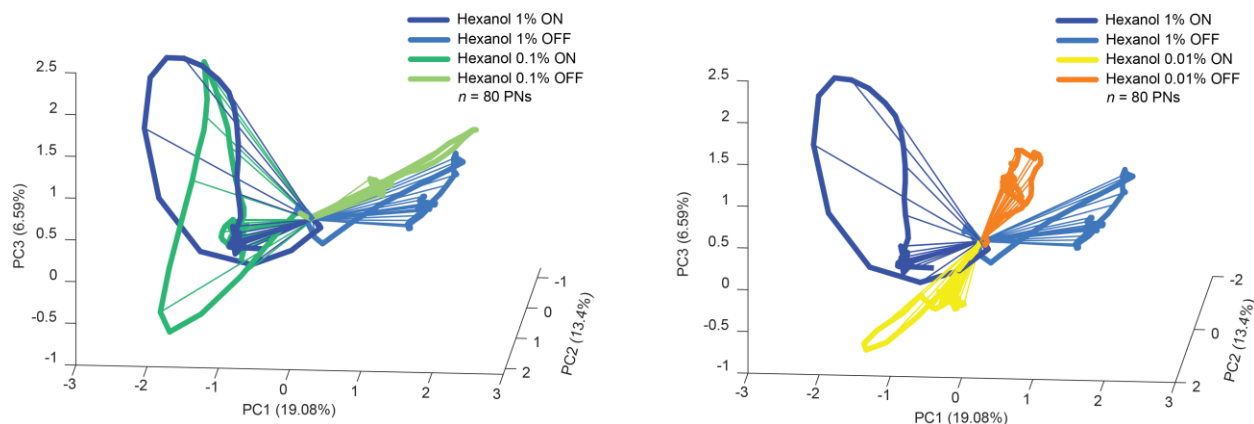 Hexanol 1% ON
Hexanol 1% OFF
Hexanol 0.1% ON
Hexanol 0.1% OFF
n = 80 PNs
2.5
2
1.5
1
0.5
0
-0.5
-1
PC3 (6.59%)
-3
-2
-1
0
1
2
3
PC1 (19.08%)
-1
0
1
2
PC2 (13.4%)
Hexanol 1% ON
Hexanol 1% OFF
Hexanol 0.01% ON
Hexanol 0.01% OFF
n = 80 PNs
2.5
2
1.5
1
0.5
0
-0.5
-1
PC3 (6.59%)
-3
-2
-1
0
1
2
3
PC1 (19.08%)
-2
0
2
PC2 (13.4%)